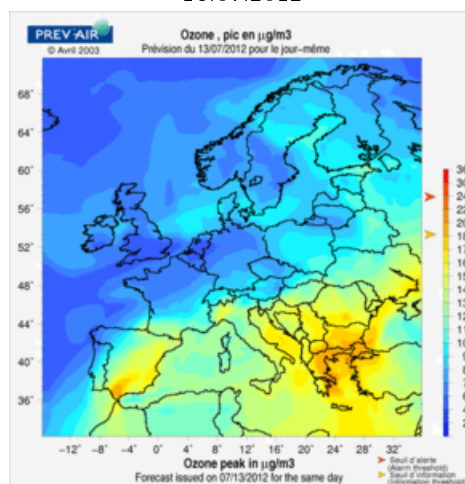 PREV'AIR
© Avril 2003
Ozone , pic en µg/m3
Prévision du 13/07/2012 pour le jour-même
68°
64°
60°
56°
52°
48°
44°
40°
36°
-12° -8° -4° 0° 4° 8° 12° 16° 20° 24° 28° 32°
Ozone peak in µg/m3
Forecast issued on 07/13/2012 for the same day
Seuil d'alerte
(Alarm threshold)
Seuil d'information
(Information threshold)